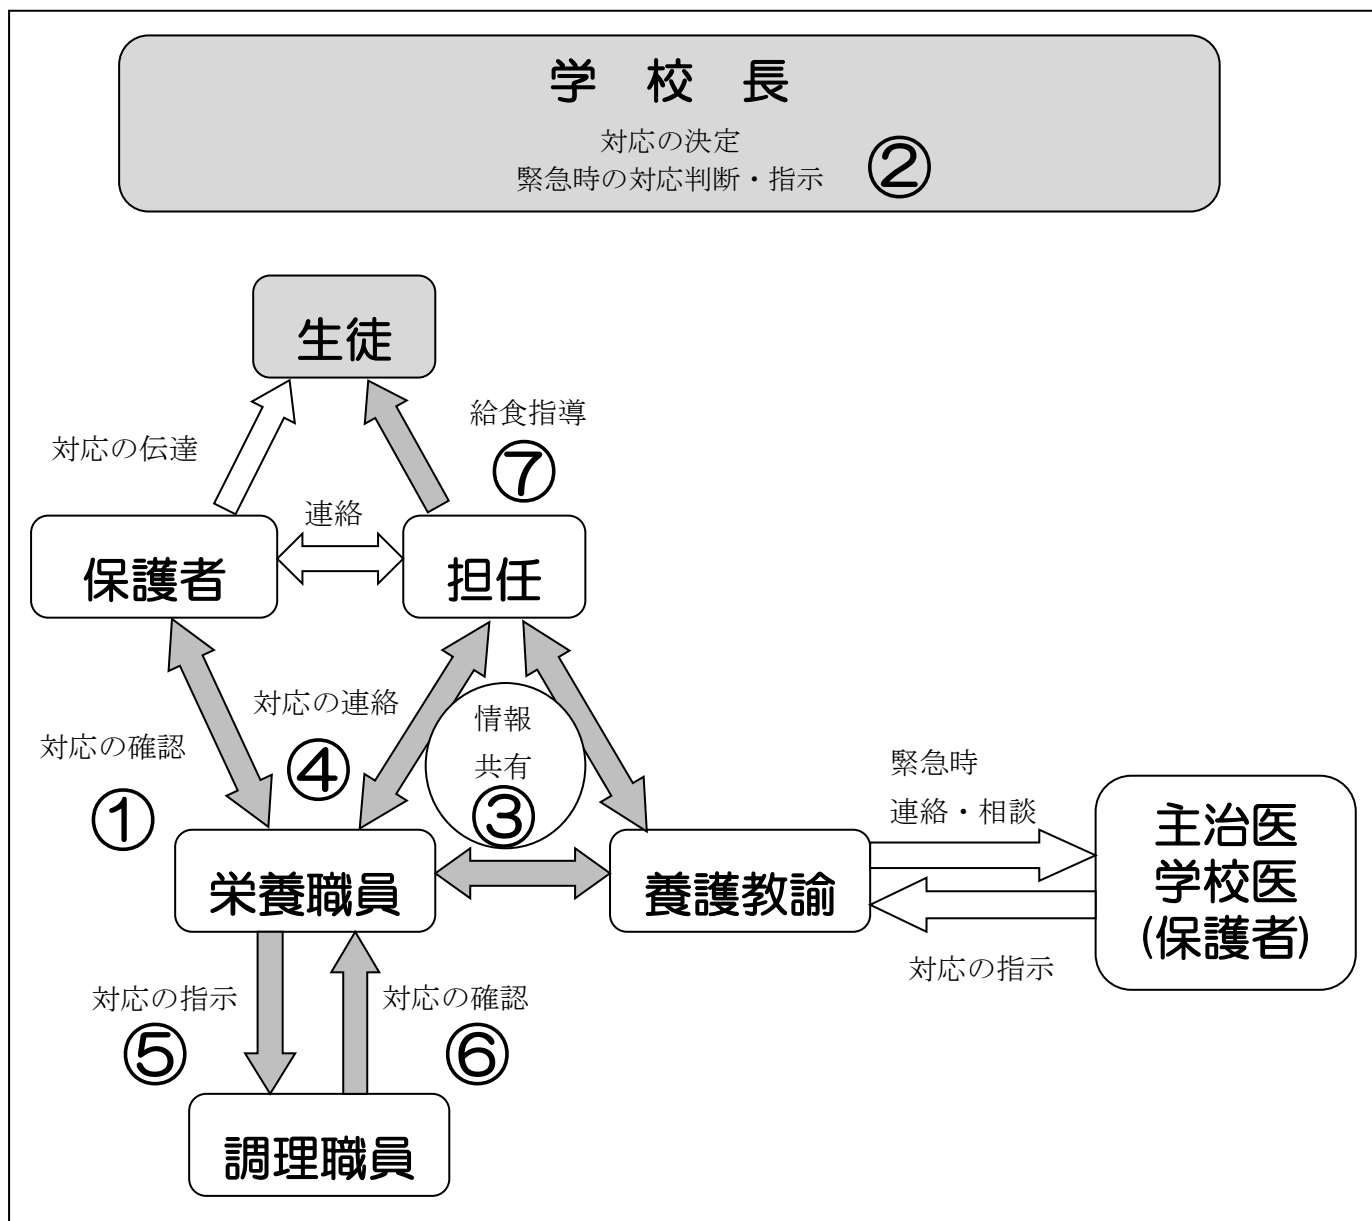 学 校 長
対応の決定
緊急時の対応判断・指示
②
生徒
給食指導
⑦
対応の伝達
連絡
保護者
担任
対応の連絡
④
情報
共有
③
対応の確認
①
緊急時
連絡・相談
主治医
学校医
(保護者)
栄養職員
養護教諭
対応の指示
対応の指示
⑤
対応の確認
⑥
調理職員